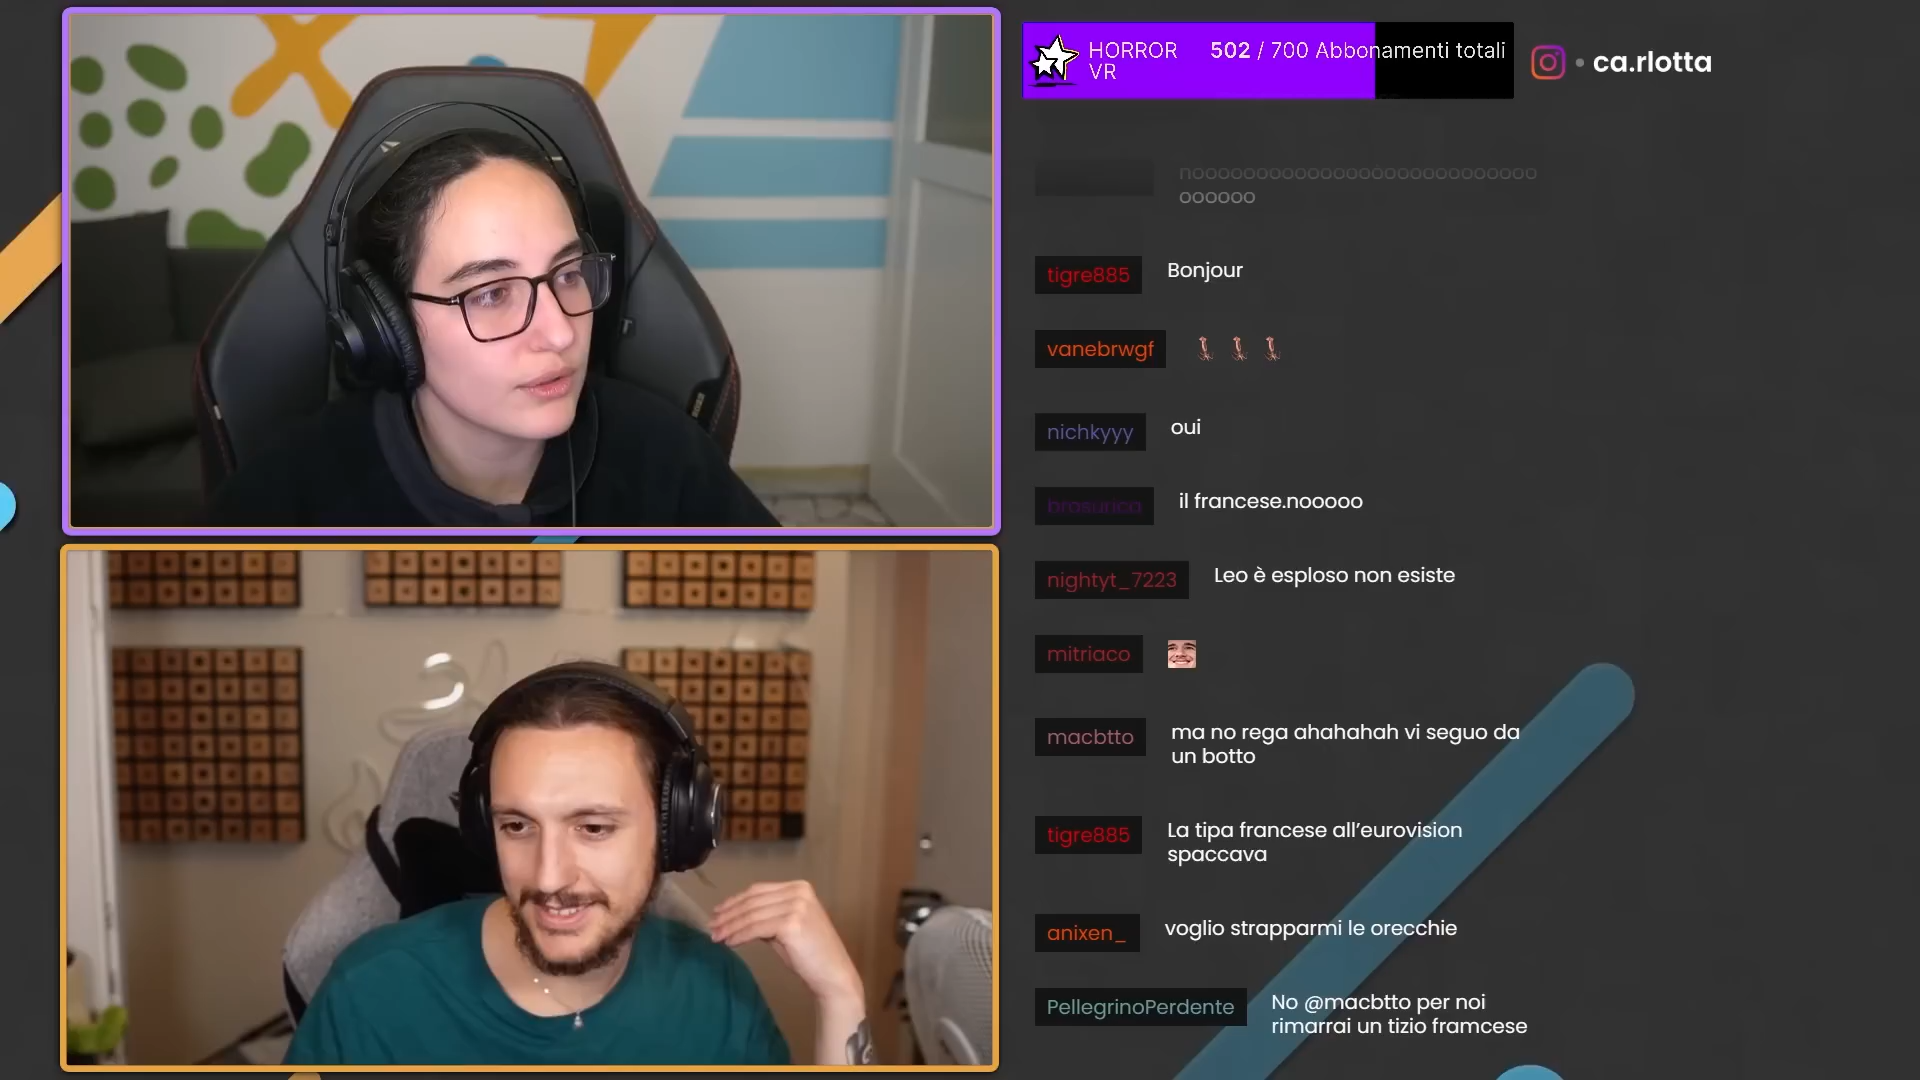 HORROR
VR
502 / 700 Abbonamenti totali
ca.rlotta
oooooo
tigre885 Bonjour
vanebrwgf
nichkyyy oui
brasurica il francese.nooooo
nightyt_7223 Leo è esploso non esiste
mitriaco
macbtto ma no rega ahahahah vi seguo da
un botto
tigre885 La tipa francese all’eurovision
spaccava
anixen_ voglio strapparmi le orecchie
PellegrinoPerdente No @macbtto per noi
rimarrai un tizio framcese